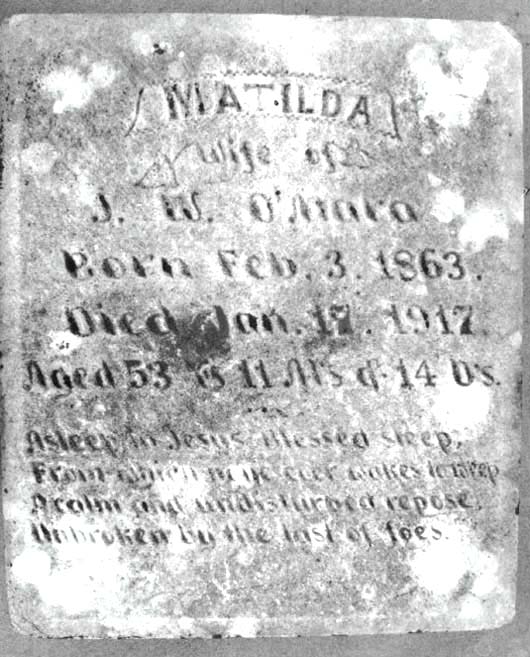 MATILDA
Wife of
J. W. O'Mara
Born Feb. 3. 1863.
Died Jan. 17. 1917.
Aged 53 Ys 11 M's & 14 D's.
Asleep in Jesus Blessed sleep,
From which none ever wakes to weep
A calm and undisturbed repose,
Unbroken by the last of foes.